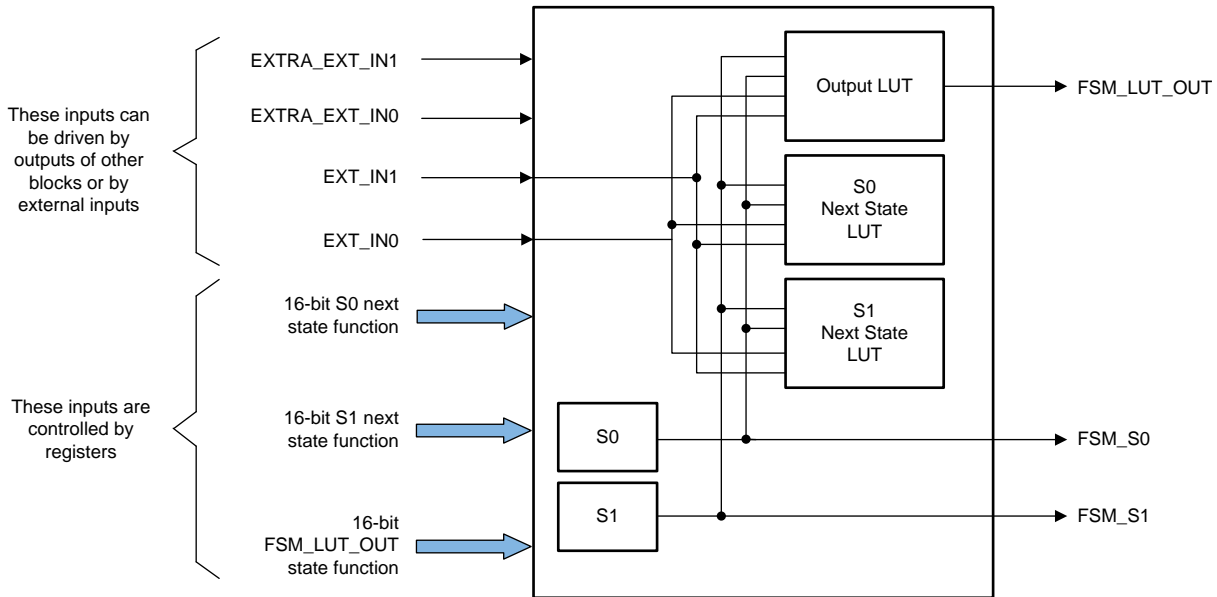 These inputs can
be driven by
outputs of other
blocks or by
external inputs
These inputs are
controlled by
registers
EXTRA_EXT_IN1
EXTRA_EXT_IN0
EXT_IN1
EXT_IN0
16-bit S0 next
state function
16-bit S1 next
state function
16-bit
FSM_LUT_OUT
state function
Output LUT
S0
Next State
LUT
S1
Next State
LUT
S0
S1
FSM_LUT_OUT
FSM_S0
FSM_S1